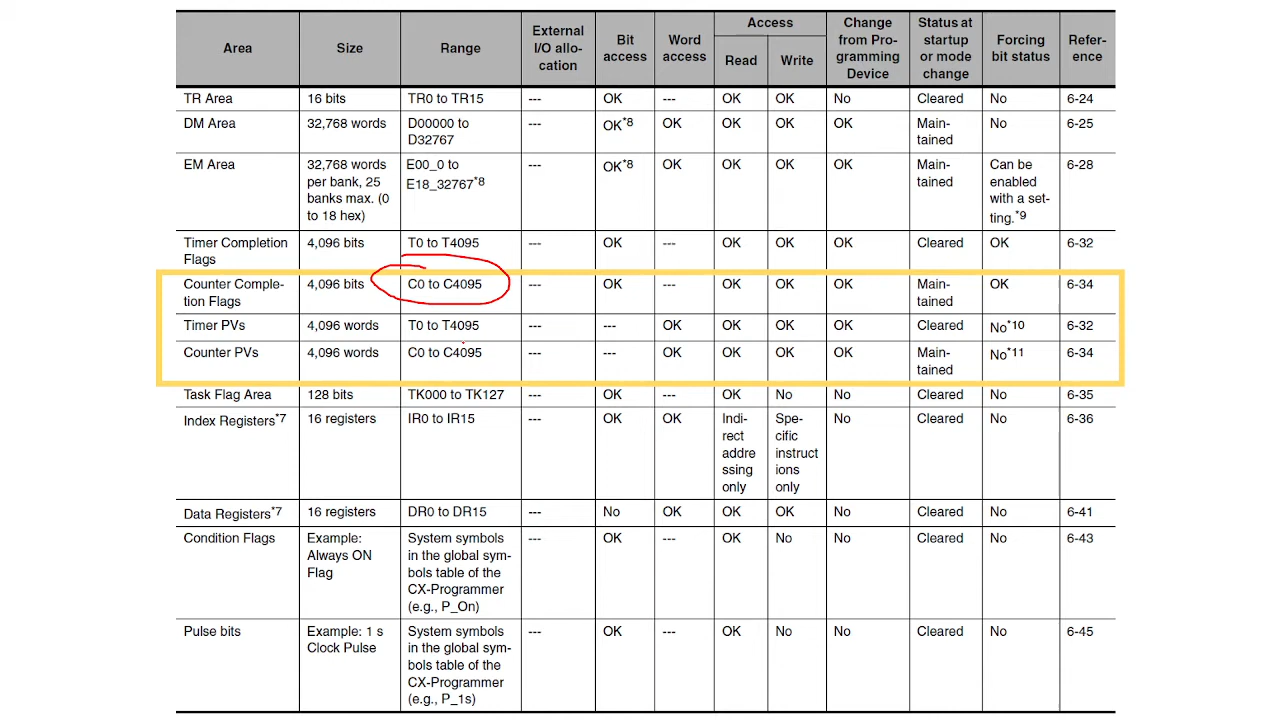 Area Size Range External I/O allo- cation Bit access Word access Access Change from Pro- gramming Device Status at startup or mode change Forcing bit status Refer- ence
Read Write
TR Area 16 bits TR0 to TR15 --- OK --- OK OK No Cleared No 6-24
DM Area 32,768 words D00000 to --- OK*8 OK OK OK OK Main- No 6-25
D32767 tained
EM Area 32,768 words E00_0 to --- OK*8 OK OK OK OK Main- Can be 6-28
per bank, 25 E18_32767*8 tained enabled
banks max. (0 with a set-
to 18 hex) ting.*9
Timer Completion 4,096 bits T0 to T4095 --- OK --- OK OK OK Cleared OK 6-32
Flags
Counter Comple- 4,096 bits C0 to C4095 --- OK --- OK OK OK Main- OK 6-34
tion Flags tained
Timer PVs 4,096 words T0 to T4095 --- --- OK OK OK OK Cleared No*10 6-32
Counter PVs 4,096 words C0 to C4095 --- --- OK OK OK OK Main- No*11 6-34
tained
Task Flag Area 128 bits TK000 to TK127 --- OK --- OK No No Cleared No 6-35
Index Registers*7 16 registers IR0 to IR15 --- OK OK Indi- Spe- No Cleared No 6-36
rect cific
addre instruct
ssing ions
only only
Data Registers*7 16 registers DR0 to DR15 --- No OK OK OK No Cleared No 6-41
Condition Flags Example: System symbols --- OK --- OK No No Cleared No 6-43
Always ON in the global sym-
Flag bols table of the
CX-Programmer
(e.g., P_On)
Pulse bits Example: 1 s System symbols --- OK --- OK No No Cleared No 6-45
Clock Pulse in the global sym-
bols table of the
CX-Programmer
(e.g., P_1s)